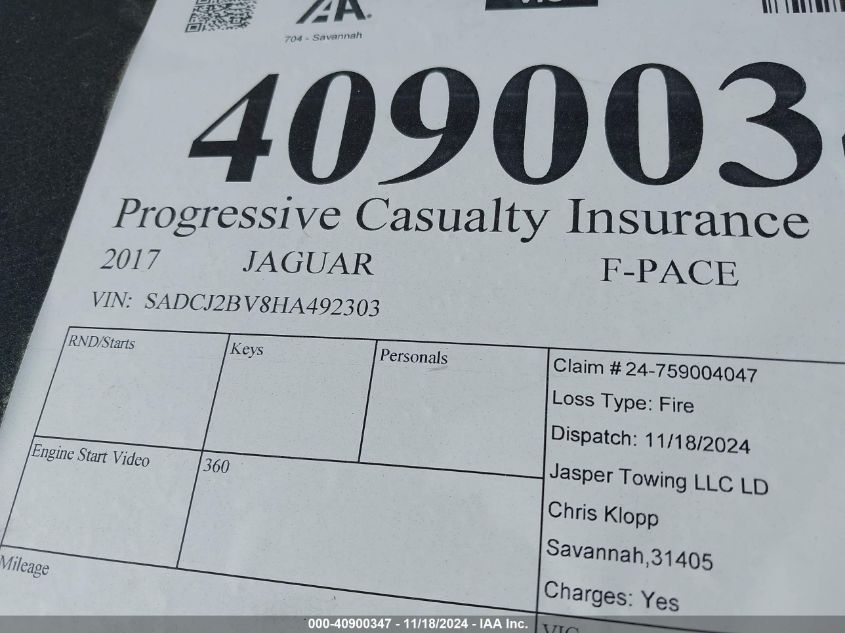 704 - Savannah
409003
Progressive Casualty Insurance
2017 JAGUAR F-PACE
VIN: SADCJ2BV8HA492303
RND/Starts Keys Personals
Claim # 24-759004047
Loss Type: Fire
Dispatch: 11/18/2024
Engine Start Video 360
Jasper Towing LLC LD
Chris Klopp
Savannah,31405
Mileage
Charges: Yes
000-40900347 - 11/18/2024 - IAA Inc.